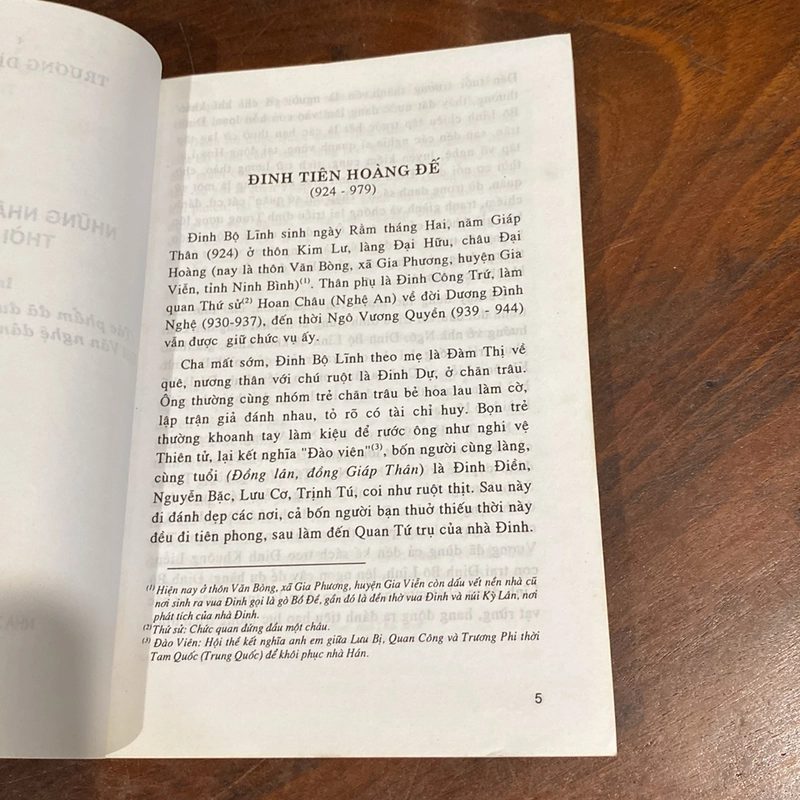 TRƯƠNG ĐÌ
NHỮNG NHÂ
THỜI
ĐINH TIÊN HOÀNG ĐẾ
(924 - 979)
Đinh Bộ Lĩnh sinh ngày Rằm tháng Hai, năm Giáp
Thân (924) ở thôn Kim Lư, làng Đại Hữu, châu Đại
Hoàng (nay là thôn Văn Bòng, xã Gia Phương, huyện Gia
Viễn, tỉnh Ninh Bình)(1). Thân phụ là Đinh Công Trứ, làm
quan Thứ sử(2) Hoan Châu (Nghệ An) về đời Dương Đình
Nghệ (930-937), đến thời Ngô Vương Quyền (939 - 944)
vẫn được giữ chức vụ ấy.
Cha mất sớm, Đinh Bộ Lĩnh theo mẹ là Đàm Thị về
quê, nương thân với chú ruột là Đinh Dự, ở chăn trâu.
Ông thường cùng nhóm trẻ chăn trâu bẻ hoa lau làm cờ,
lập trận giả đánh nhau, tỏ rõ có tài chỉ huy. Bọn trẻ
thường khoanh tay làm kiệu để rước ông như nghi vệ
Thiên tử, lại kết nghĩa "Đào viên"(3), bốn người cùng làng,
cùng tuổi (Đồng lân, đồng Giáp Thân) là Đinh Điền,
Nguyễn Bặc, Lưu Cơ, Trịnh Tú, coi như ruột thịt. Sau này
đi đánh dẹp các nơi, cả bốn người bạn thuở thiếu thời này
đều đi tiên phong, sau làm đến Quan Tứ trụ của nhà Đinh.
(1) Hiện nay ở thôn Văn Bòng, xã Gia Phương, huyện Gia Viễn còn dấu vết nền nhà cũ
nơi sinh ra vua Đinh gọi là gò Bồ Đề, gần đó là đền thờ vua Đinh và núi Kỳ Lân, nơi
phát tích của nhà Đinh.
(2) Thứ sử: Chức quan đứng đầu một châu.
(3) Đào Viên: Hội thề kết nghĩa anh em giữa Lưu Bị, Quan Công và Trương Phi thời
Tam Quốc (Trung Quốc) để khôi phục nhà Hán.
5